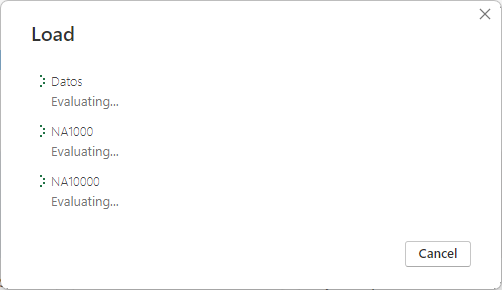 Load
Datos
Evaluating...
NA1000
Evaluating...
NA10000
Evaluating...
Cancel